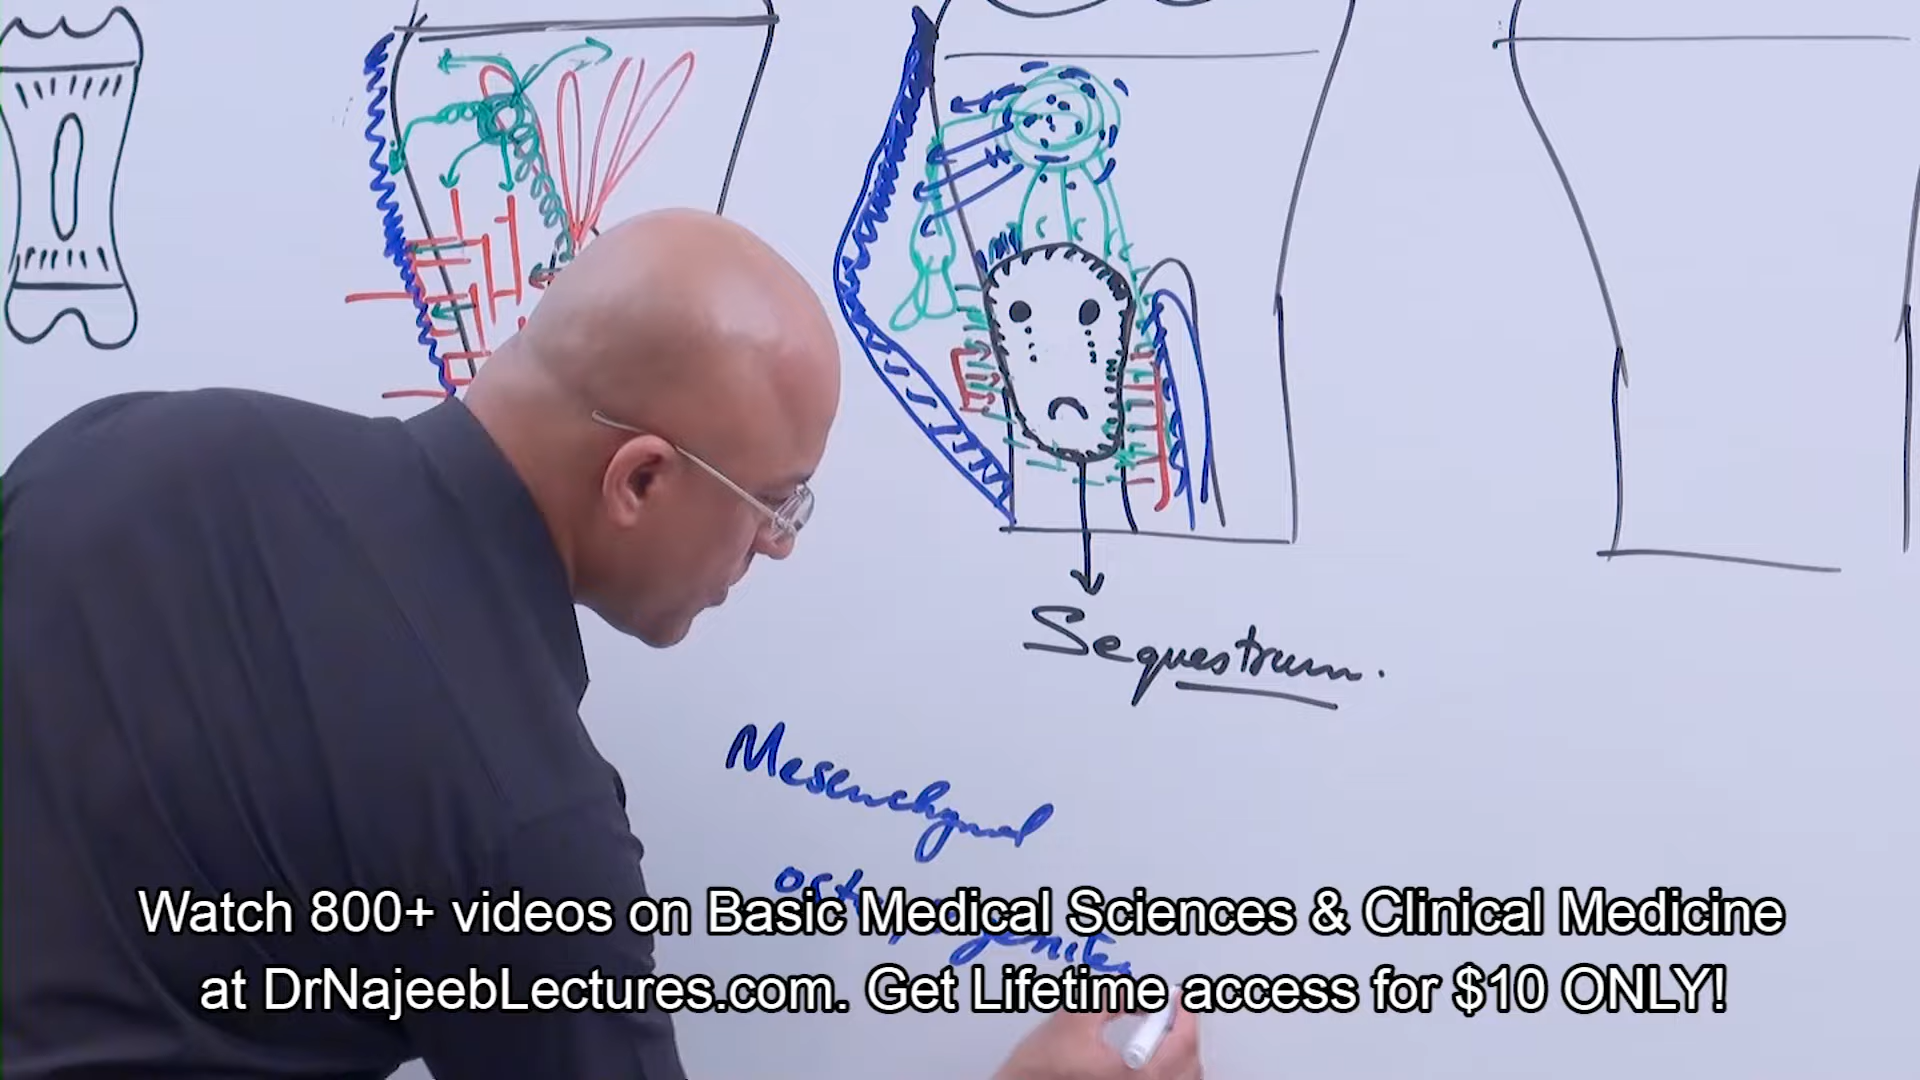 Sequestrum.
Mesenchymal
Watch 800+ videos on Basic Medical Sciences & Clinical Medicine
at DrNajeebLectures.com. Get Lifetime access for $10 ONLY!